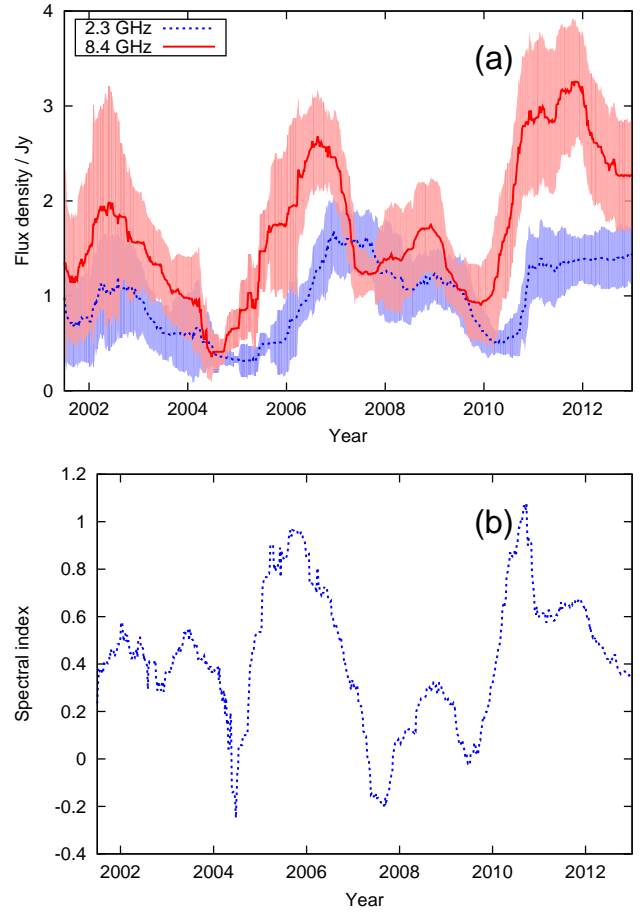 2.3 GHz
8.4 GHz
(a)
4
3
2
1
0
Flux density / Jy
2002 2004 2006 2008 2010 2012
Year
(b)
1.2
1
0.8
0.6
0.4
0.2
0
-0.2
-0.4
Spectral index
2002 2004 2006 2008 2010 2012
Year